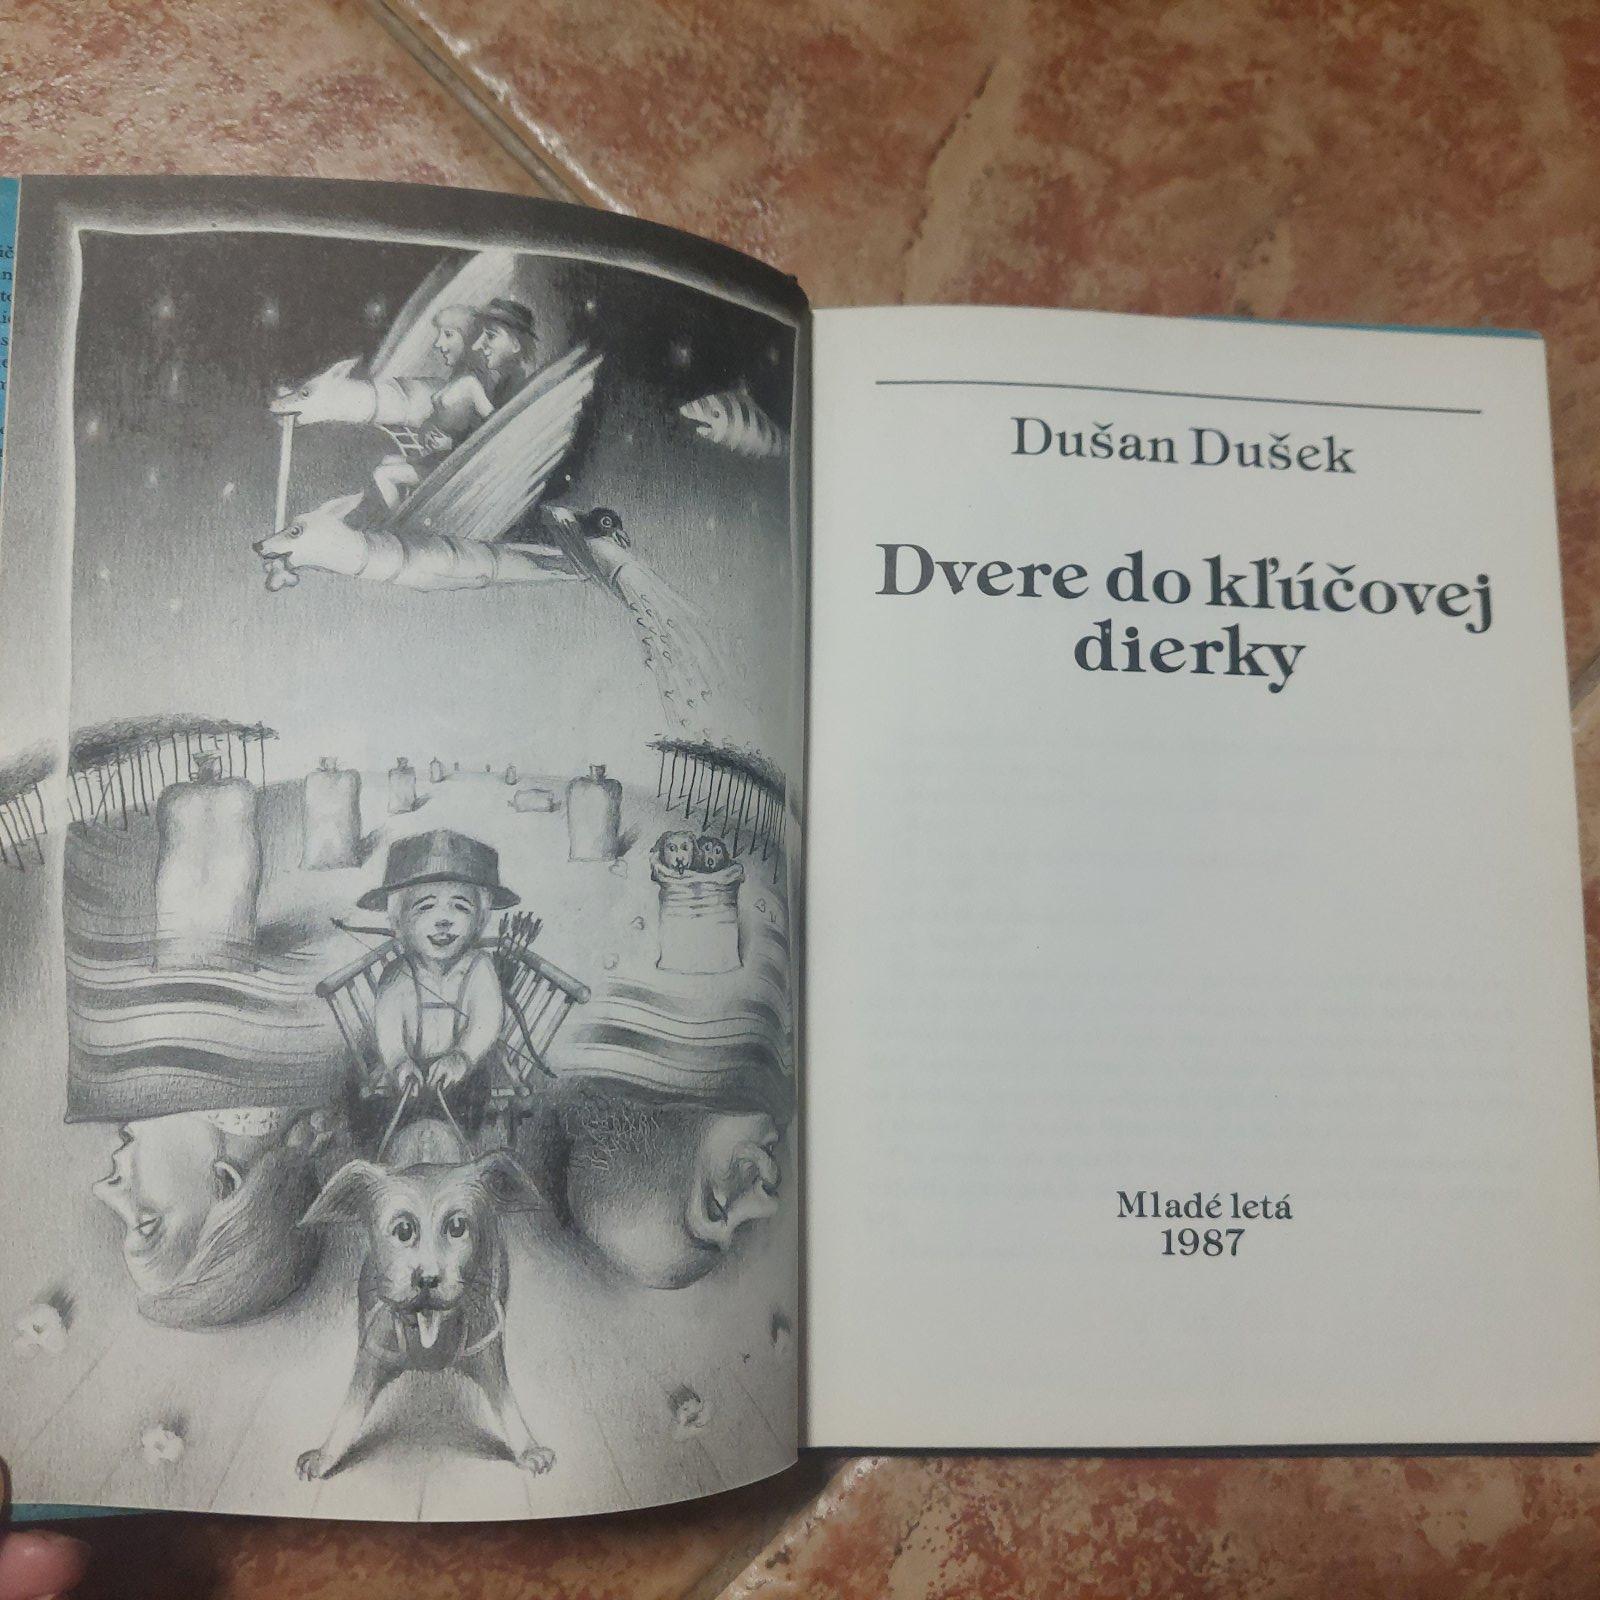 Dušan Dušek
Dvere do kľúčovej
dierky
Mladé letá
1987